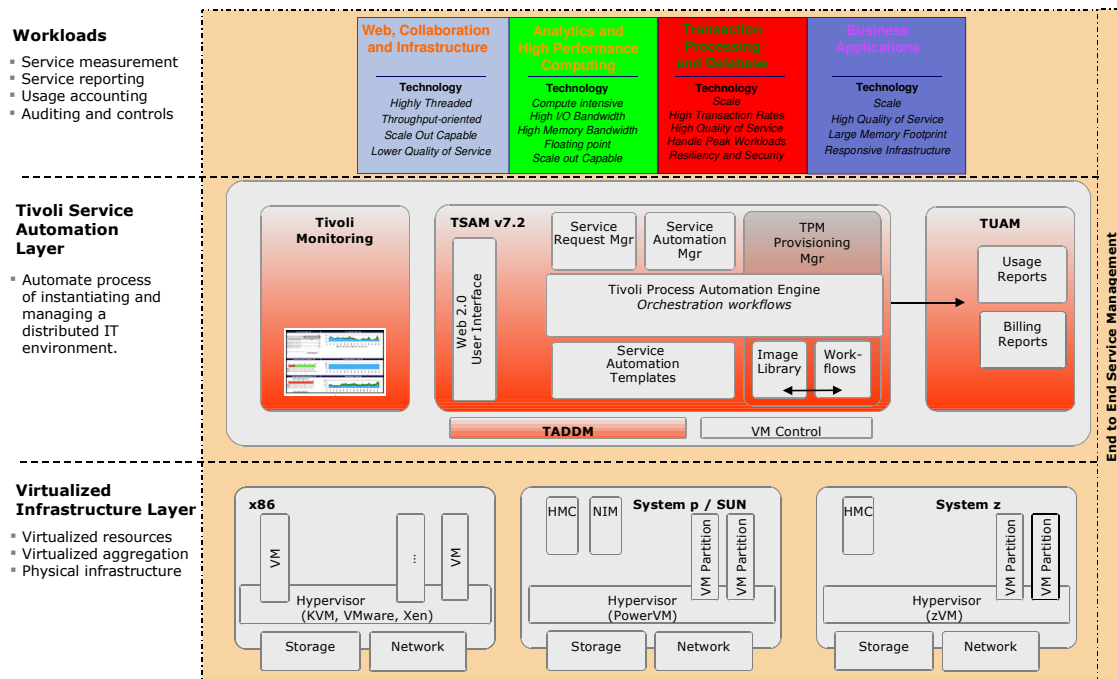 Workloads
▪ Service measurement
▪ Service reporting
▪ Usage accounting
▪ Auditing and controls
Web, Collaboration
and Infrastructure
Technology
Highly Threaded
Throughput-oriented
Scale Out Capable
Lower Quality of Service
Analytics and
High Performance
Computing
Technology
Compute intensive
High I/O Bandwidth
High Memory Bandwidth
Floating point
Scale out Capable
Transaction
Processing
and Database
Technology
Scale
High Transaction Rates
High Quality of Service
Handle Peak Workloads
Resiliency and Security
Business
Applications
Technology
Scale
High Quality of Service
Large Memory Footprint
Responsive Infrastructure
Tivoli Service
Automation
Layer
▪ Automate process
of instantiating and
managing a
distributed IT
environment.
Tivoli
Monitoring
TSAM v7.2
Web 2.0
User Interface
Service
Request Mgr
Service
Automation
Mgr
TPM
Provisioning
Mgr
Tivoli Process Automation Engine
Orchestration workflows
Service
Automation
Templates
Image
Library
Work-
flows
TUAM
Usage
Reports
Billing
Reports
TADDM
VM Control
End to End Service Management
Virtualized
Infrastructure Layer
▪ Virtualized resources
▪ Virtualized aggregation
▪ Physical infrastructure
x86
VM
...
VM
Hypervisor
(KVM, VMware, Xen)
Storage
Network
HMC
NIM
System p / SUN
VM Partition
VM Partition
Hypervisor
(PowerVM)
Storage
Network
HMC
System z
VM Partition
VM Partition
Hypervisor
(zVM)
Storage
Network